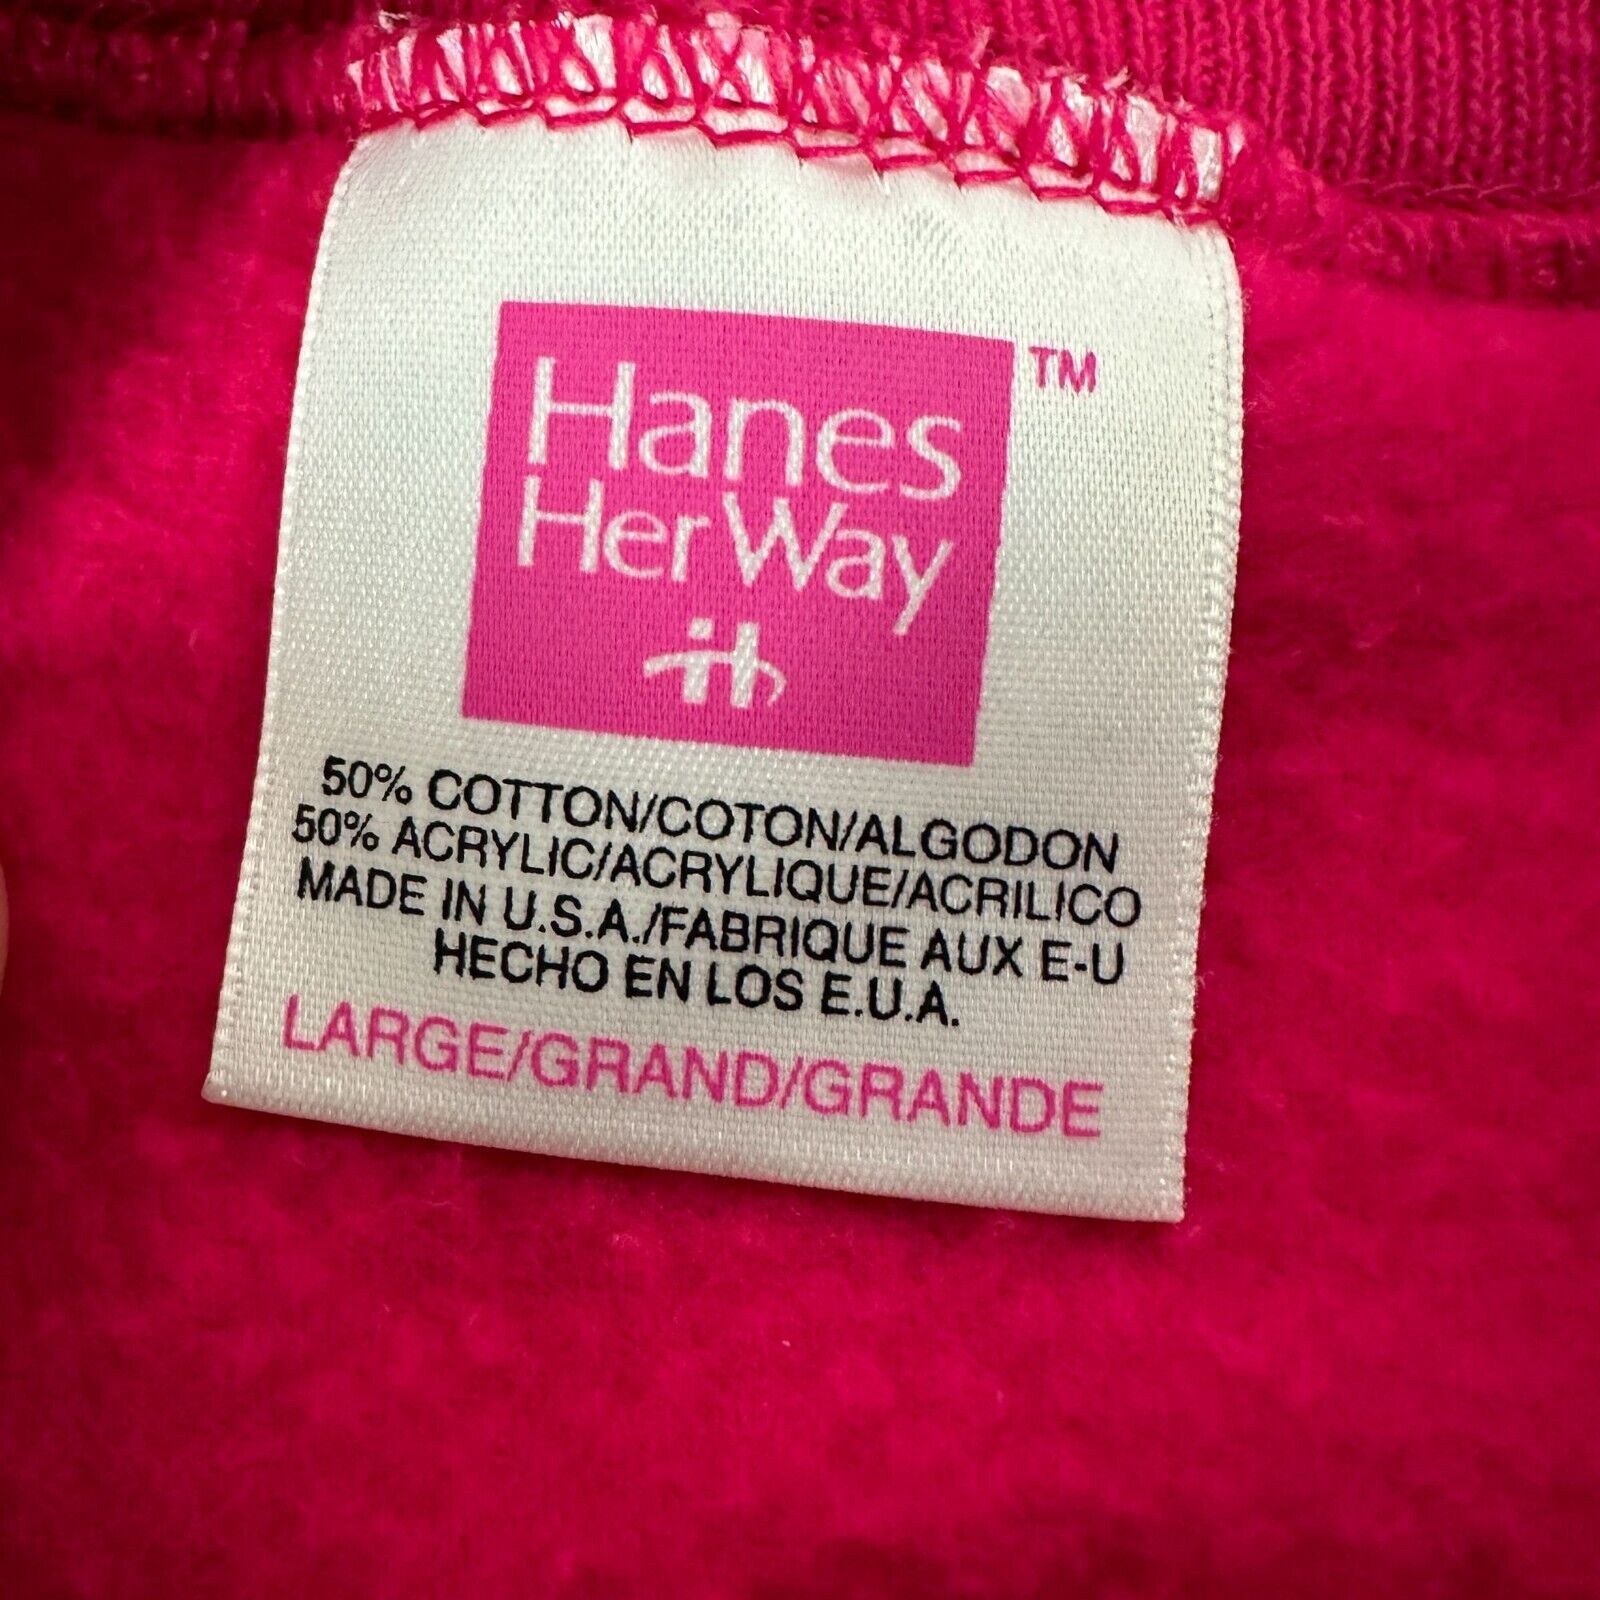 Hanes
Her Way
TM
50% COTTON/COTON/ALGODON
50% ACRYLIC/ACRYLIQUE/ACRILICO
MADE IN U.S.A./FABRIQUE AUX E-U
HECHO EN LOS E.U.A.
LARGE/GRAND/GRANDE